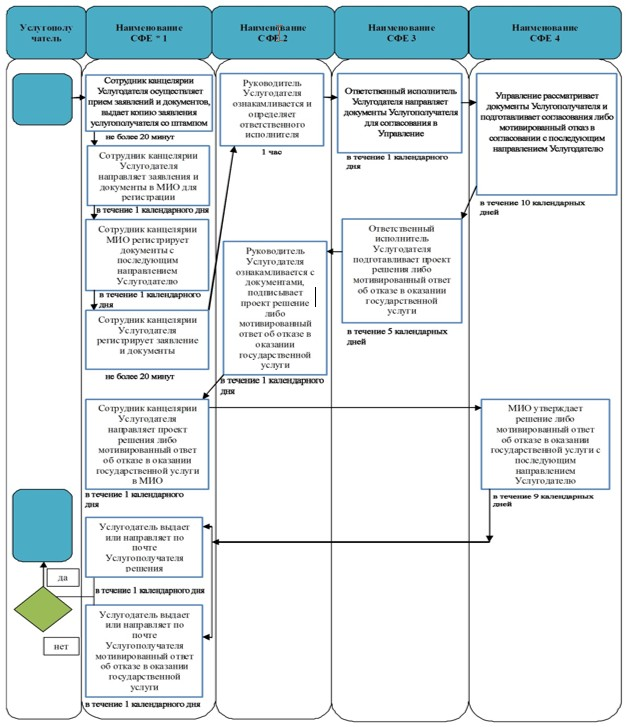 Услугополу
чатель
Наименование
СФЕ * 1
Наименование
СФЕ 2
Наименование
СФЕ 3
Наименование
СФЕ 4
Сотрудник канцелярии
Услугодателя осуществляет
прием заявлений и документов,
выдает копию заявления
услугополучателя со штампом
не более 20 минут
Сотрудник канцелярии
Услугодателя
направляет заявления и
документы в МИО для
регистрации
в течение 1 календарного дня
Сотрудник канцелярии
МИО регистрирует
документы с
последующим
направлением
Услугодателю
в течение 1 календарного
дня
Сотрудник канцелярии
Услугодателя
регистрирует заявление
и документы
не более 20 минут
Руководитель
Услугодателя
ознакамливается и
определяет
ответственного
исполнителя
1 час
Ответственный исполнитель
Услугодателя направляет
документы Услугополучателя
для согласования в
Управление
в течение 1 календарного
дня
Управление рассматривает
документы Услугополучателя и
подготавливает согласования либо
мотивированный отказ в
согласовании с последующим
направлением Услугодателю
в течение 10 календарных
дней
Ответственный
исполнитель
Услугодателя
подготавливает проект
решения либо
мотивированный ответ
об отказе в оказании
государственной
услуги
в течение 5 календарных
дней
Руководитель
Услугодателя
ознакамливается с
документами,
подписывает
проект решение
либо
мотивированный
ответ об отказе в
оказании
государственной
услуги
в течение 1 календарного
дня
Сотрудник канцелярии
Услугодателя
направляет проект
решения либо
мотивированный ответ
об отказе в оказании
государственной услуги
в МИО
в течение 1 календарного
дня
МИО утверждает
решение либо
мотивированный ответ
об отказе в оказании
государственной услуги с
последующим
направлением
Услугодателю
в течение 9 календарных
дней
Услугодатель выдает
или направляет по
почте
Услугополучателя
решения
в течение 1 календарного дня
да
нет
Услугодатель выдает
или направляет по
почте
Услугополучателя
мотивированный ответ
об отказе в оказании
государственной
услуги
в течение 1 календарного дня